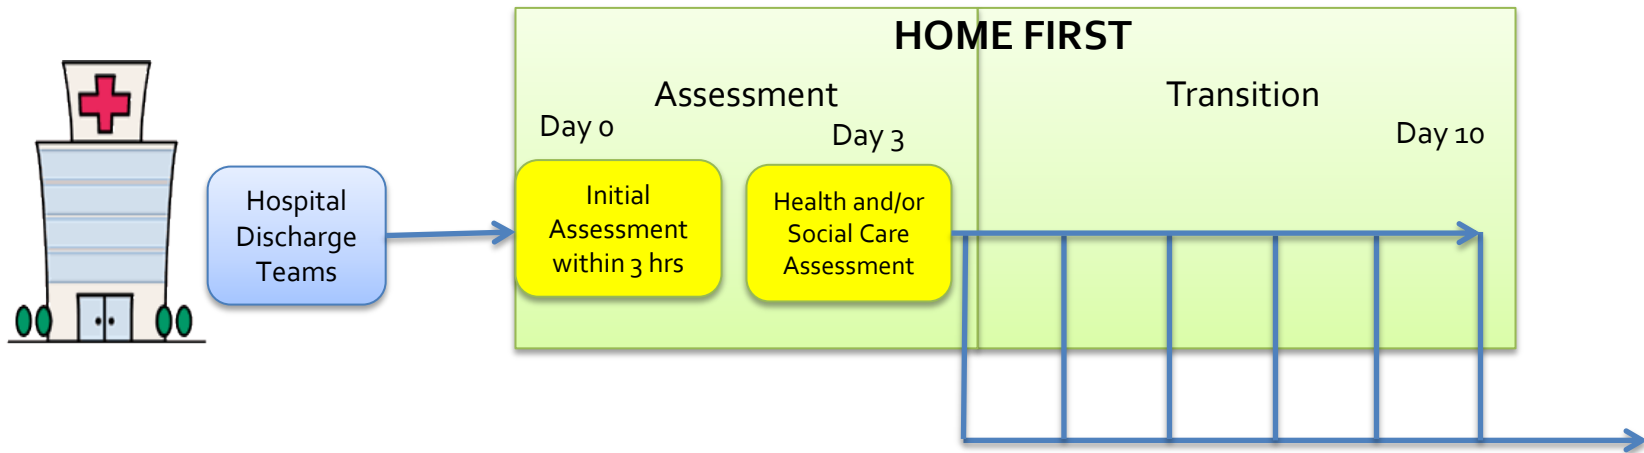 HOME FIRST
Assessment
Transition
Day 0
Day 3
Day 10
Hospital
Discharge
Teams
Initial
Assessment
within 3 hrs
Health and/or
Social Care
Assessment